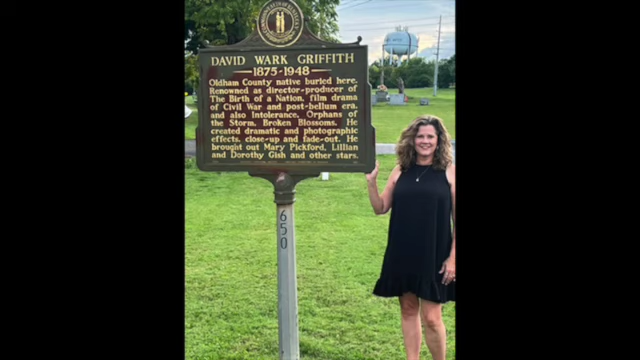 DAVID WARK GRIFFITH
1875-1948
Oldham County native buried here.
Renowned as director-producer of
The Birth of a Nation, film drama
of Civil War and post-bellum era,
and also Intolerance, Orphans of
the Storm, Broken Blossoms. He
created dramatic and photographic
effects, close-up and fade-out. He
brought out Mary Pickford, Lillian
and Dorothy Gish and other stars.
650